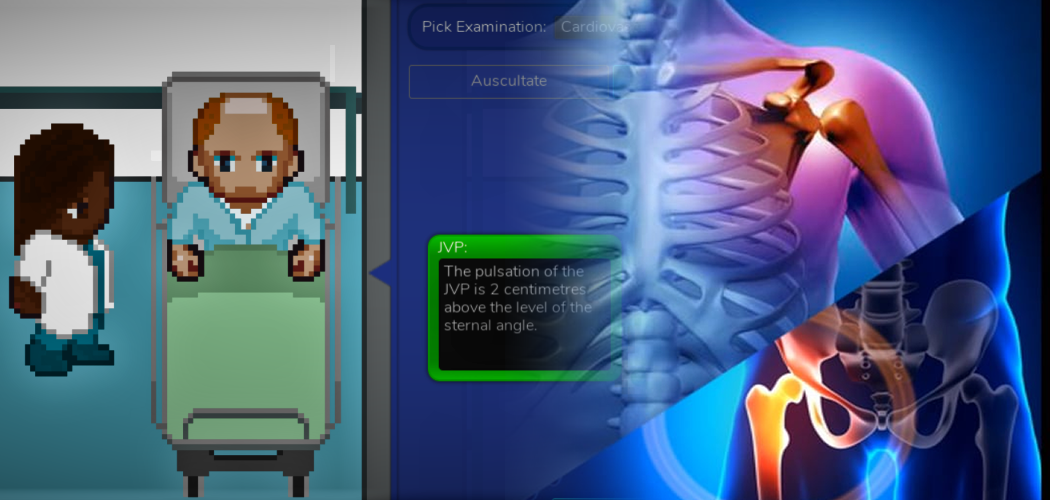 Pick Examination:
Auscultate
JVP:
The pulsation of the
JVP is 2 centimetres
above the level of the
sternal angle.